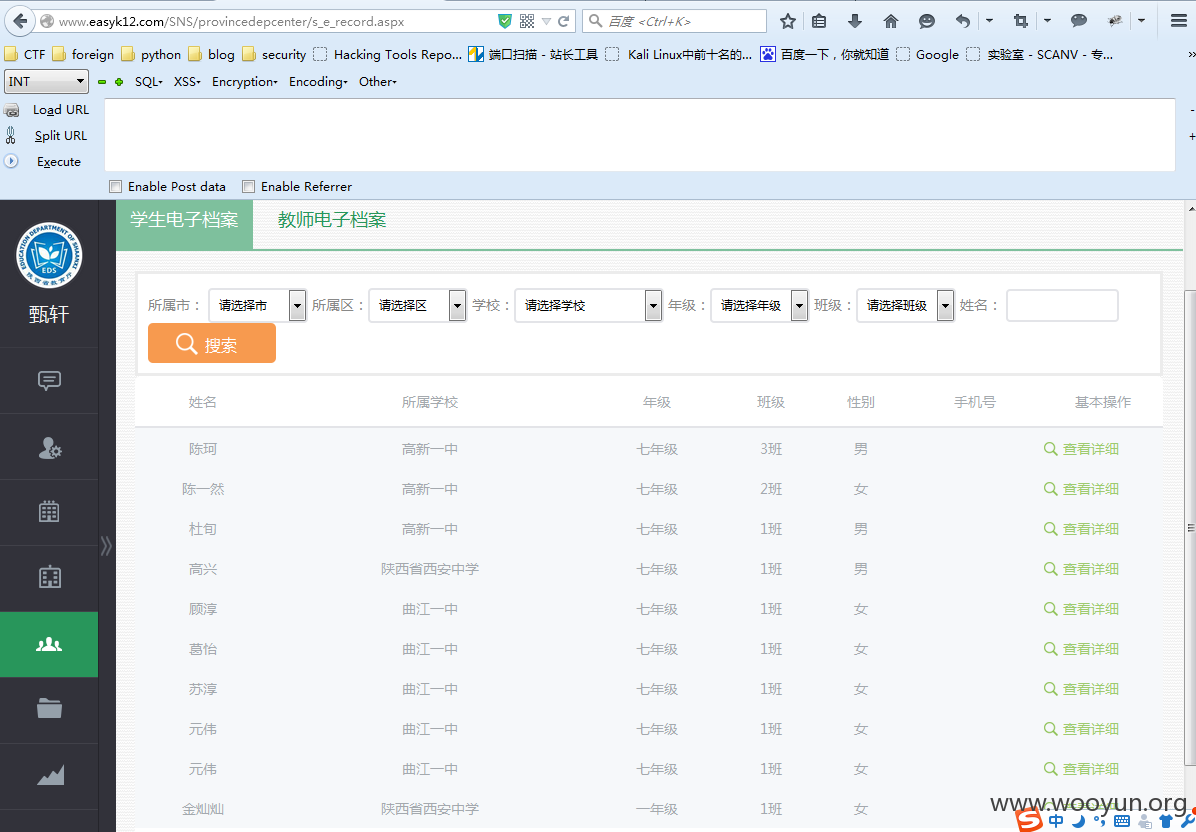 www.easyk12.com/SNS/provincedepcenter/s_e_record.aspx 百度 <Ctrl+K>
CTF foreign python blog security Hacking Tools Repo... 端口扫描 - 站长工具 Kali Linux中前十名的... 百度一下，你就知道 Google 实验室 - SCANV - 专... »
INT SQL XSS Encryption Encoding Other
Load URL
Split URL
Execute
Enable Post data Enable Referrer
学生电子档案 教师电子档案
EDUCATION DEPARTMENT OF SHAANXI
EDS
陕西省教育厅
甄轩
所属市： 请选择市 所属区： 请选择区 学校： 请选择学校 年级： 请选择年级 班级： 请选择班级 姓名：
搜索
姓名 所属学校 年级 班级 性别 手机号 基本操作
陈珂 高新一中 七年级 3班 男 查看详细
陈一然 高新一中 七年级 2班 女 查看详细
杜旬 高新一中 七年级 1班 男 查看详细
高兴 陕西省西安中学 七年级 1班 男 查看详细
顾淳 曲江一中 七年级 1班 女 查看详细
葛怡 曲江一中 七年级 1班 女 查看详细
苏淳 曲江一中 七年级 1班 女 查看详细
元伟 曲江一中 七年级 1班 女 查看详细
元伟 曲江一中 七年级 1班 女 查看详细
金灿灿 陕西省西安中学 一年级 1班 女
www.wooyun.org
S 中